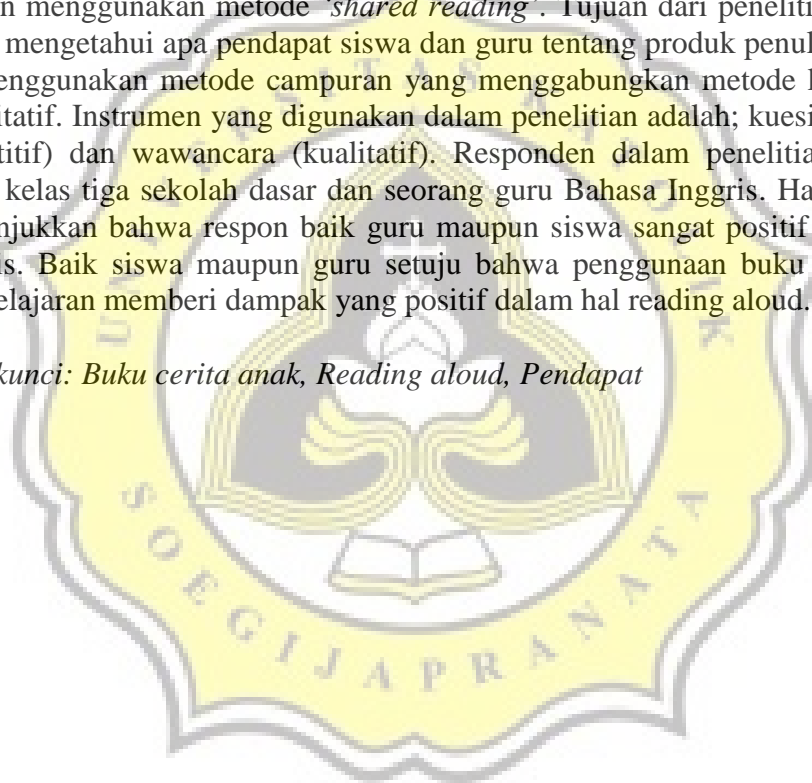 n menggunakan metode 'shared reading'. Tujuan dari peneliti
mengetahui apa pendapat siswa dan guru tentang produk penul
enggunakan metode campuran yang menggabungkan metode
itatif. Instrumen yang digunakan dalam penelitian adalah; kuesi
titif) dan wawancara (kualitatif). Responden dalam penelitia
kelas tiga sekolah dasar dan seorang guru Bahasa Inggris. Ha
njukkan bahwa respon baik guru maupun siswa sangat positif
is. Baik siswa maupun guru setuju bahwa penggunaan buku
elajaran memberi dampak yang positif dalam hal reading aloud.
kunci: Buku cerita anak, Reading aloud, Pendapat
UNIVERSITAS KATOLIK
SOEGIJAPRANATA